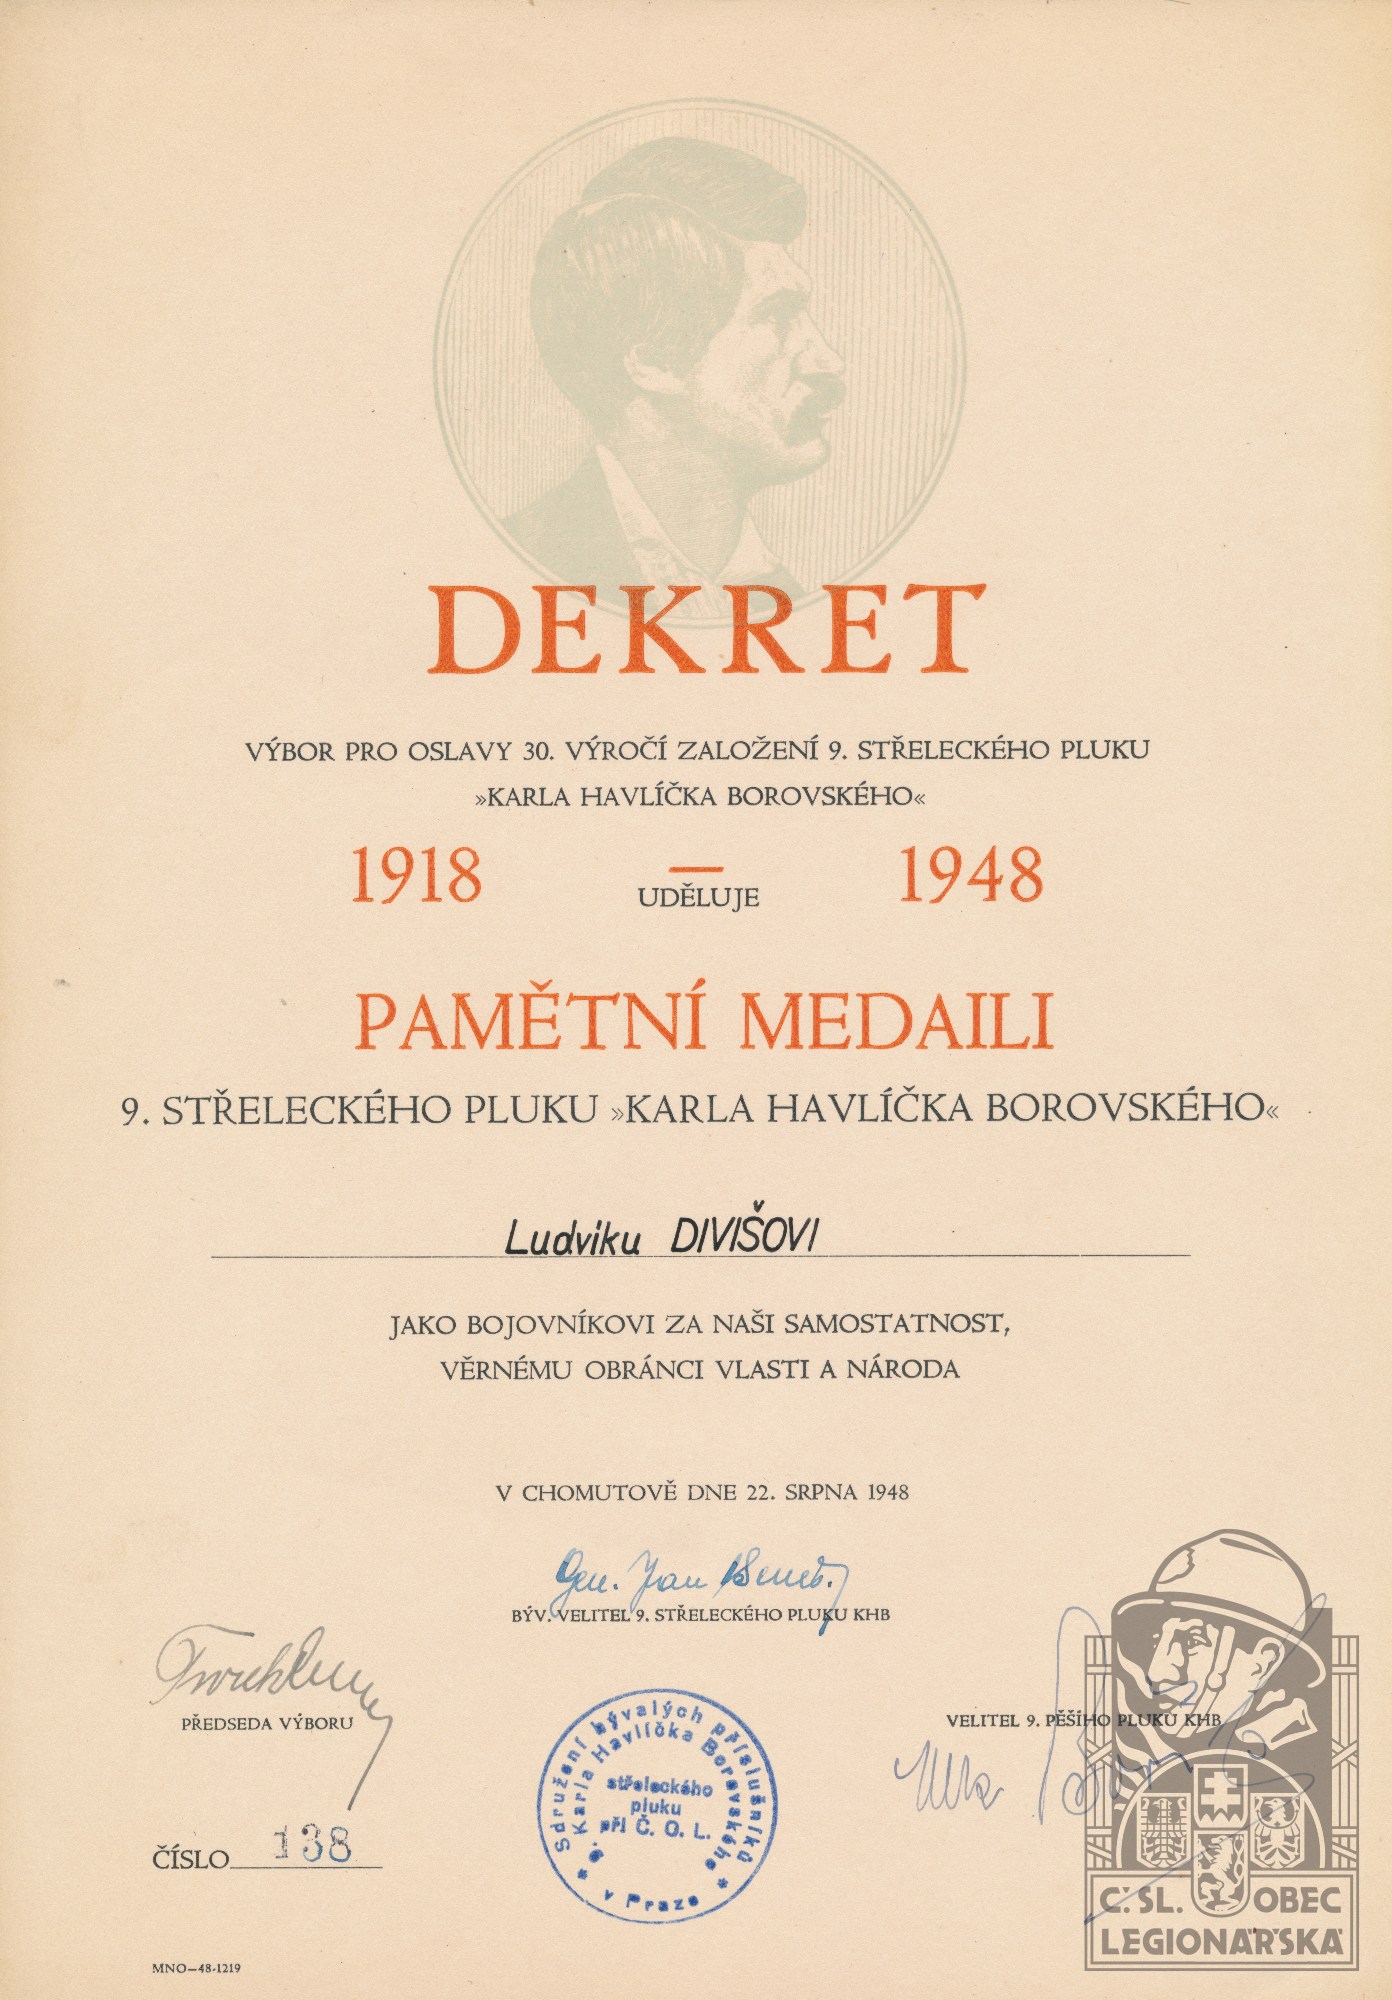 DEKRET
VÝBOR PRO OSLAVY 30. VÝROČÍ ZALOŽENÍ 9. STŘELECKÉHO PLUKU
»KARLA HAVLÍČKA BOROVSKÉHO«
1918 — 1948
UDĚLUJE
PAMĚTNÍ MEDAILI
9. STŘELECKÉHO PLUKU »KARLA HAVLÍČKA BOROVSKÉHO«
Ludviku DIVIŠOVI
JAKO BOJOVNÍKOVI ZA NAŠI SAMOSTATNOST,
VĚRNÉMU OBRÁNCI VLASTI A NÁRODA
V CHOMUTOVĚ DNE 22. SRPNA 1948
Gen. Jan Beneš.
BÝV. VELITEL 9. STŘELECKÉHO PLUKU KHB
PŘEDSEDA VÝBORU
VELITEL 9. PĚŠÍHO PLUKU KHB
Sdružení bývalých příslušníků
9. Karla Havlíčka Borovského
střeleckého
pluku
při Č. O. L.
v Praze
ČÍSLO 138
Č. SL. OBEC
LEGIONÁŘSKÁ
MNO—48-1219